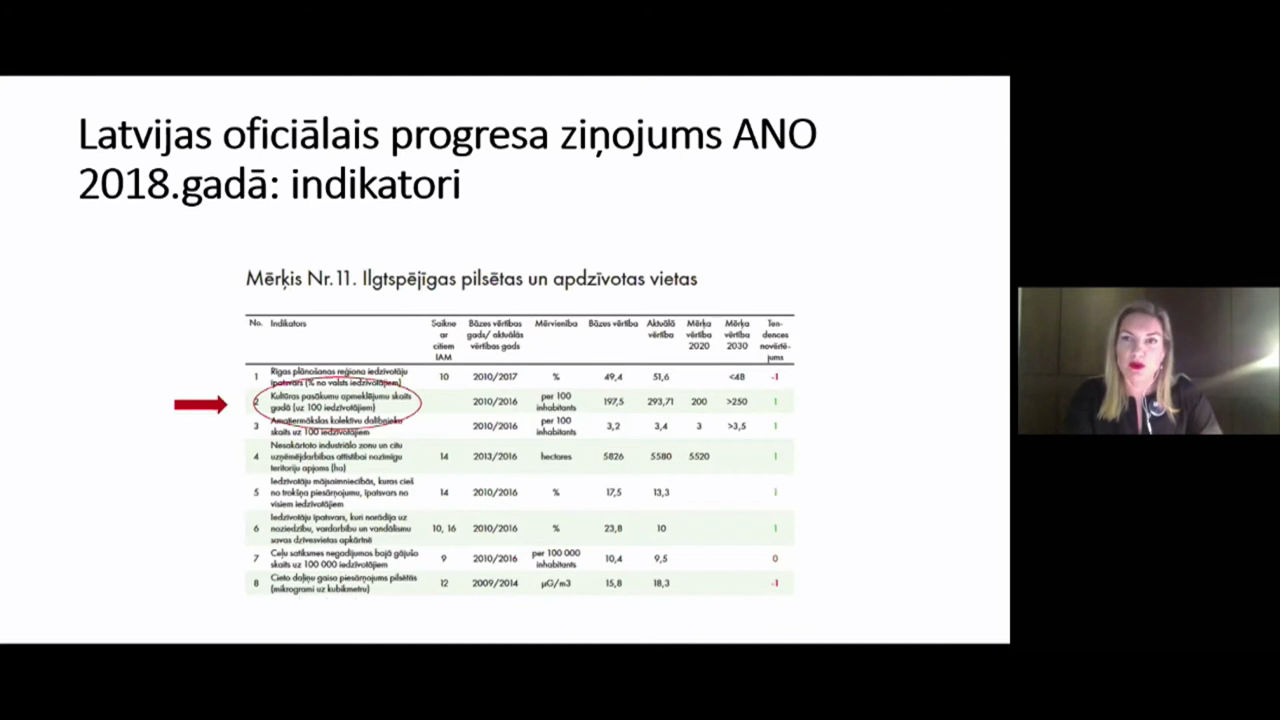 Latvijas oficiālais progresa ziņojums ANO
2018.gadā: indikatori
Mērķis Nr.11. Ilgtspējīgas pilsētas un apdzīvotas vietas
No. Indikators Saikne ar citiem IAM Bāzes vērtības gads/ aktuālās vērtības gads Mērvienība Bāzes vērtība Aktuālā vērtība Mērķa vērtība 2020 Mērķa vērtība 2030 Ten- dences novērtē- jums
1 Rīgas plānošanas reģiona iedzīvotāju īpatsvars (% no valsts iedzīvotājiem) 10 2010/2017 % 49,4 51,6 <48 -1
2 Kultūras pasākumu apmeklējumu skaits gadā (uz 100 iedzīvotājiem) 2010/2016 per 100 inhabitants 197,5 293,71 200 >250 1
3 Amatiermākslas kolektīvu dalībnieku skaits uz 100 iedzīvotājiem 2010/2016 per 100 inhabitants 3,2 3,4 3 >3,5 1
4 Nesakārtoto industriālo zonu un citu uzņēmējdarbības attīstībai nozīmīgu teritoriju apjoms (ha) 14 2013/2016 hectares 5826 5580 5520 1
5 Iedzīvotāju mājsaimniecībās, kuras cieš no trokšņa piesārņojumu, īpatsvars no visiem iedzīvotājiem 14 2010/2016 % 17,5 13,3 1
6 Iedzīvotāju īpatsvars, kuri norādīja uz noziedzību, vardarbību un vandālismu savas dzīvesvietas apkārtnē 10, 16 2010/2016 % 23,8 10 1
7 Ceļu satiksmes negadījumos bojā gājušo skaits uz 100 000 iedzīvotājiem 9 2010/2016 per 100 000 inhabitants 10,4 9,5 0
8 Cieto daļiņu gaisa piesārņojums pilsētās (mikrogrami uz kubikmetru) 12 2009/2014 µG/m3 15,8 18,3 -1